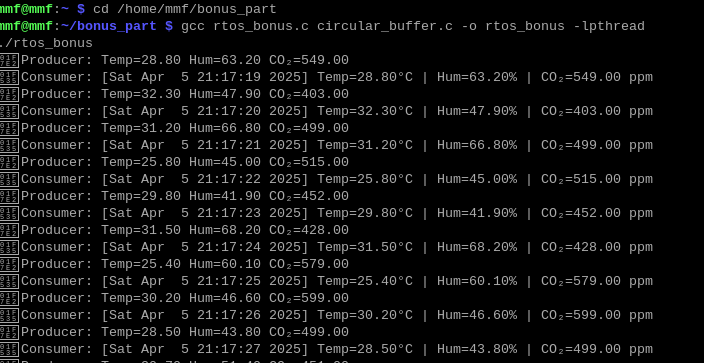 mmf@mmf:~ $ cd /home/mmf/bonus_part
mmf@mmf:~/bonus_part $ gcc rtos_bonus.c circular_buffer.c -o rtos_bonus -lpthread
./rtos_bonus
🟢Producer: Temp=28.80 Hum=63.20 CO₂=549.00
🔵Consumer: [Sat Apr  5 21:17:19 2025] Temp=28.80°C | Hum=63.20% | CO₂=549.00 ppm
🟢Producer: Temp=32.30 Hum=47.90 CO₂=403.00
🔵Consumer: [Sat Apr  5 21:17:20 2025] Temp=32.30°C | Hum=47.90% | CO₂=403.00 ppm
🟢Producer: Temp=31.20 Hum=66.80 CO₂=499.00
🔵Consumer: [Sat Apr  5 21:17:21 2025] Temp=31.20°C | Hum=66.80% | CO₂=499.00 ppm
🟢Producer: Temp=25.80 Hum=45.00 CO₂=515.00
🔵Consumer: [Sat Apr  5 21:17:22 2025] Temp=25.80°C | Hum=45.00% | CO₂=515.00 ppm
🟢Producer: Temp=29.80 Hum=41.90 CO₂=452.00
🔵Consumer: [Sat Apr  5 21:17:23 2025] Temp=29.80°C | Hum=41.90% | CO₂=452.00 ppm
🟢Producer: Temp=31.50 Hum=68.20 CO₂=428.00
🔵Consumer: [Sat Apr  5 21:17:24 2025] Temp=31.50°C | Hum=68.20% | CO₂=428.00 ppm
🟢Producer: Temp=25.40 Hum=60.10 CO₂=579.00
🔵Consumer: [Sat Apr  5 21:17:25 2025] Temp=25.40°C | Hum=60.10% | CO₂=579.00 ppm
🟢Producer: Temp=30.20 Hum=46.60 CO₂=599.00
🔵Consumer: [Sat Apr  5 21:17:26 2025] Temp=30.20°C | Hum=46.60% | CO₂=599.00 ppm
🟢Producer: Temp=28.50 Hum=43.80 CO₂=499.00
🔵Consumer: [Sat Apr  5 21:17:27 2025] Temp=28.50°C | Hum=43.80% | CO₂=499.00 ppm